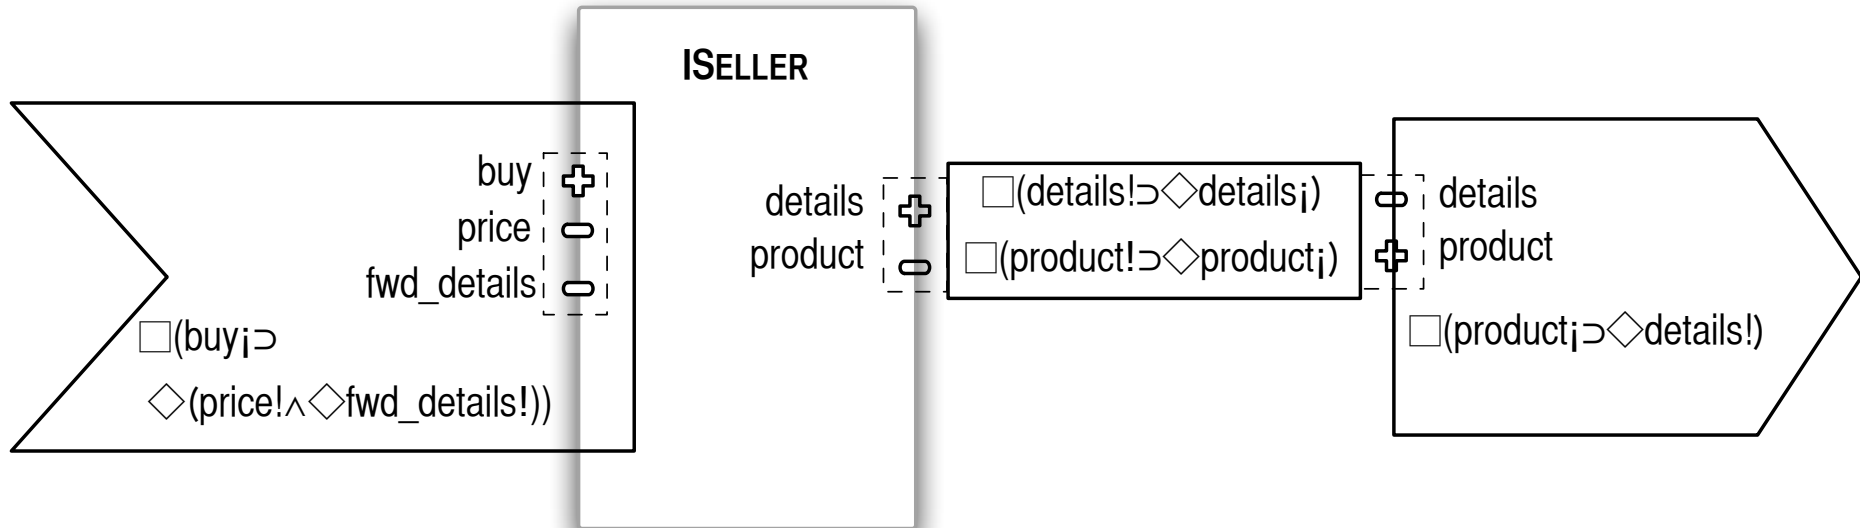 ISELLER
buy
price
fwd_details
□(buy¡⊃
◇(price!∧◇fwd_details!))
details
product
□(details!⊃◇details¡)
□(product!⊃◇product¡)
details
product
□(product¡⊃◇details!)